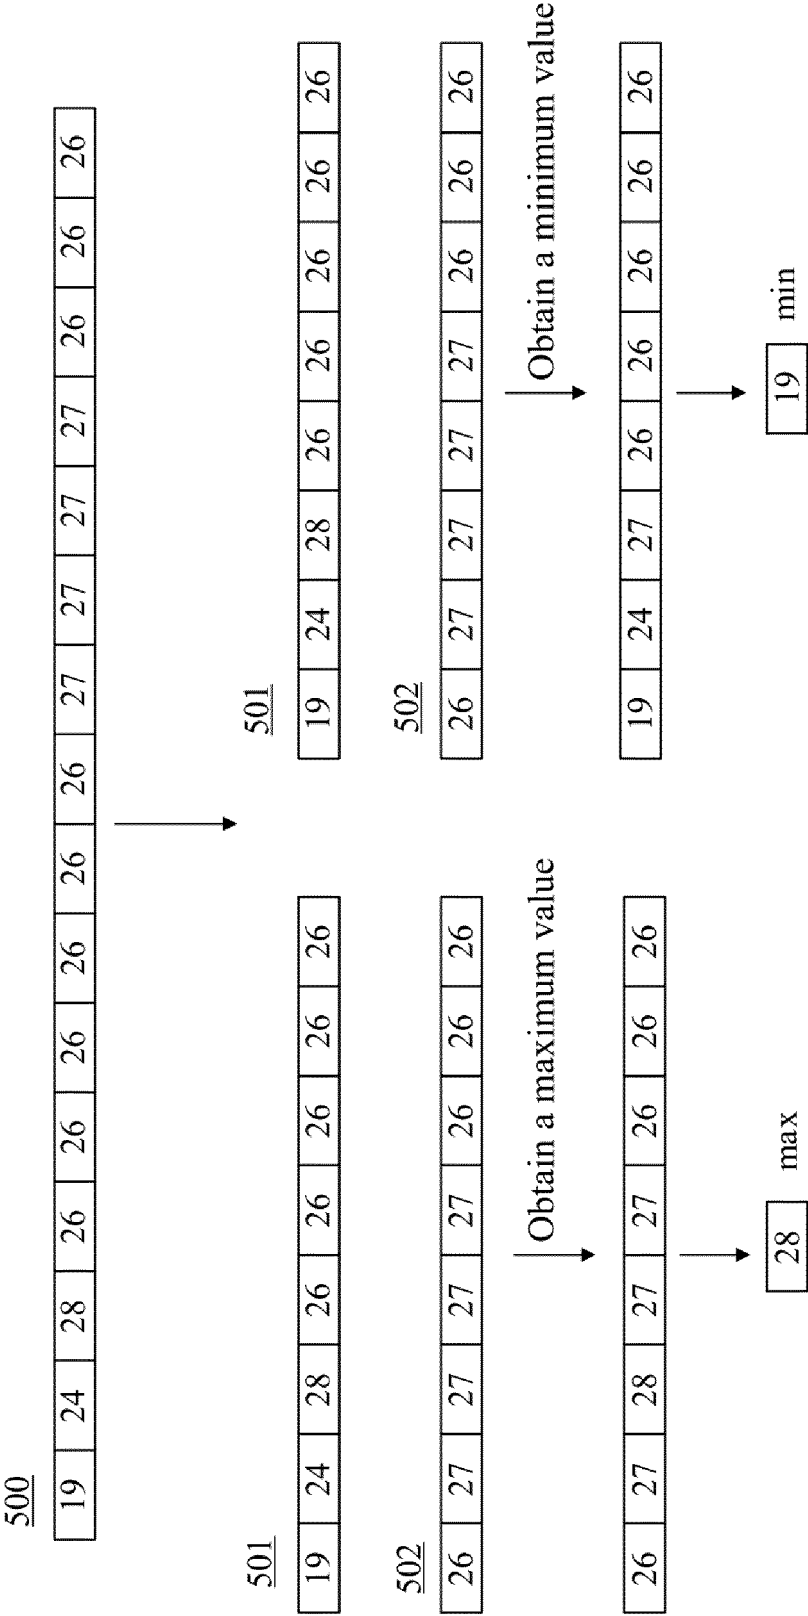 500
19 24 28 26 26 26 26 26 26 27 27 27 27 26 26 26
501
19 24 28 26 26 26 26 26
502
26 27 27 27 27 26 26 26
Obtain a maximum value
26 27 28 27 27 26 26 26
28 max
501
19 24 28 26 26 26 26 26
502
26 27 27 27 27 26 26 26
Obtain a minimum value
19 24 27 26 26 26 26 26
19 min